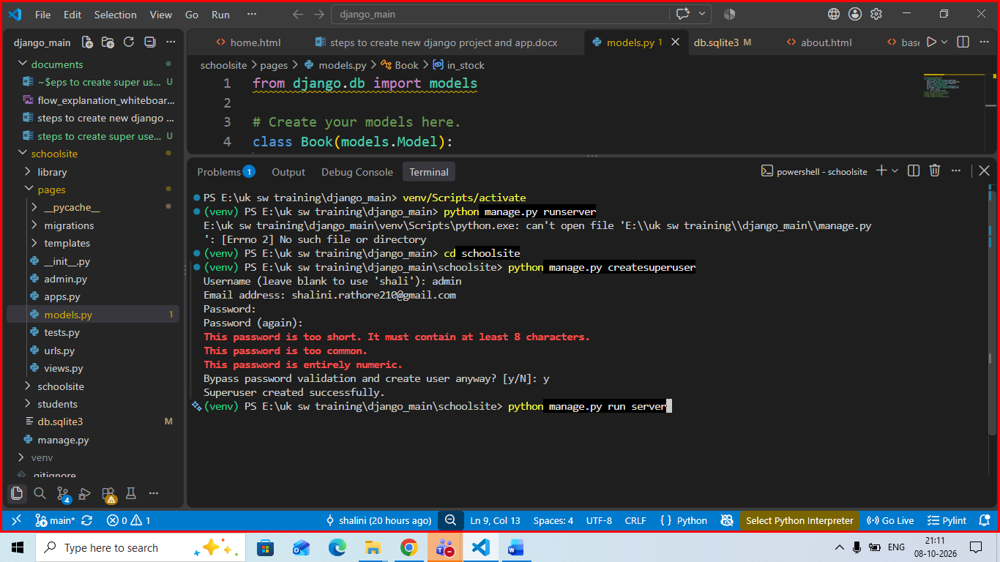 File Edit Selection View Go Run ··· django_main
django_main
documents
~$eps to create super us... U
flow_explanation_whiteboar...
steps to create new django ...
steps to create super use... U
schoolsite
library
pages
__pycache__
migrations
templates
__init__.py
admin.py
apps.py
models.py 1
tests.py
urls.py
views.py
schoolsite
students
db.sqlite3 M
manage.py
venv
.gitignore
home.html steps to create new django project and app.docx models.py 1 db.sqlite3 M about.html base
schoolsite > pages > models.py > Book > in_stock
1 from django.db import models
2
3 # Create your models here.
4 class Book(models.Model):
Problems 1 Output Debug Console Terminal powershell - schoolsite
PS E:\uk sw training\django_main> venv/Scripts/activate
(venv) PS E:\uk sw training\django_main> python manage.py runserver
E:\uk sw training\django_main\venv\Scripts\python.exe: can't open file 'E:\\uk sw training\\django_main\\manage.py
': [Errno 2] No such file or directory
(venv) PS E:\uk sw training\django_main> cd schoolsite
(venv) PS E:\uk sw training\django_main\schoolsite> python manage.py createsuperuser
Username (leave blank to use 'shali'): admin
Email address: shalini.rathore210@gmail.com
Password:
Password (again):
This password is too short. It must contain at least 8 characters.
This password is too common.
This password is entirely numeric.
Bypass password validation and create user anyway? [y/N]: y
Superuser created successfully.
(venv) PS E:\uk sw training\django_main\schoolsite> python manage.py run server
4
main* 0 1 shalini (20 hours ago) Ln 9, Col 13 Spaces: 4 UTF-8 CRLF { } Python Select Python Interpreter Go Live Pylint
Type here to search ENG 21:11
08-10-2026